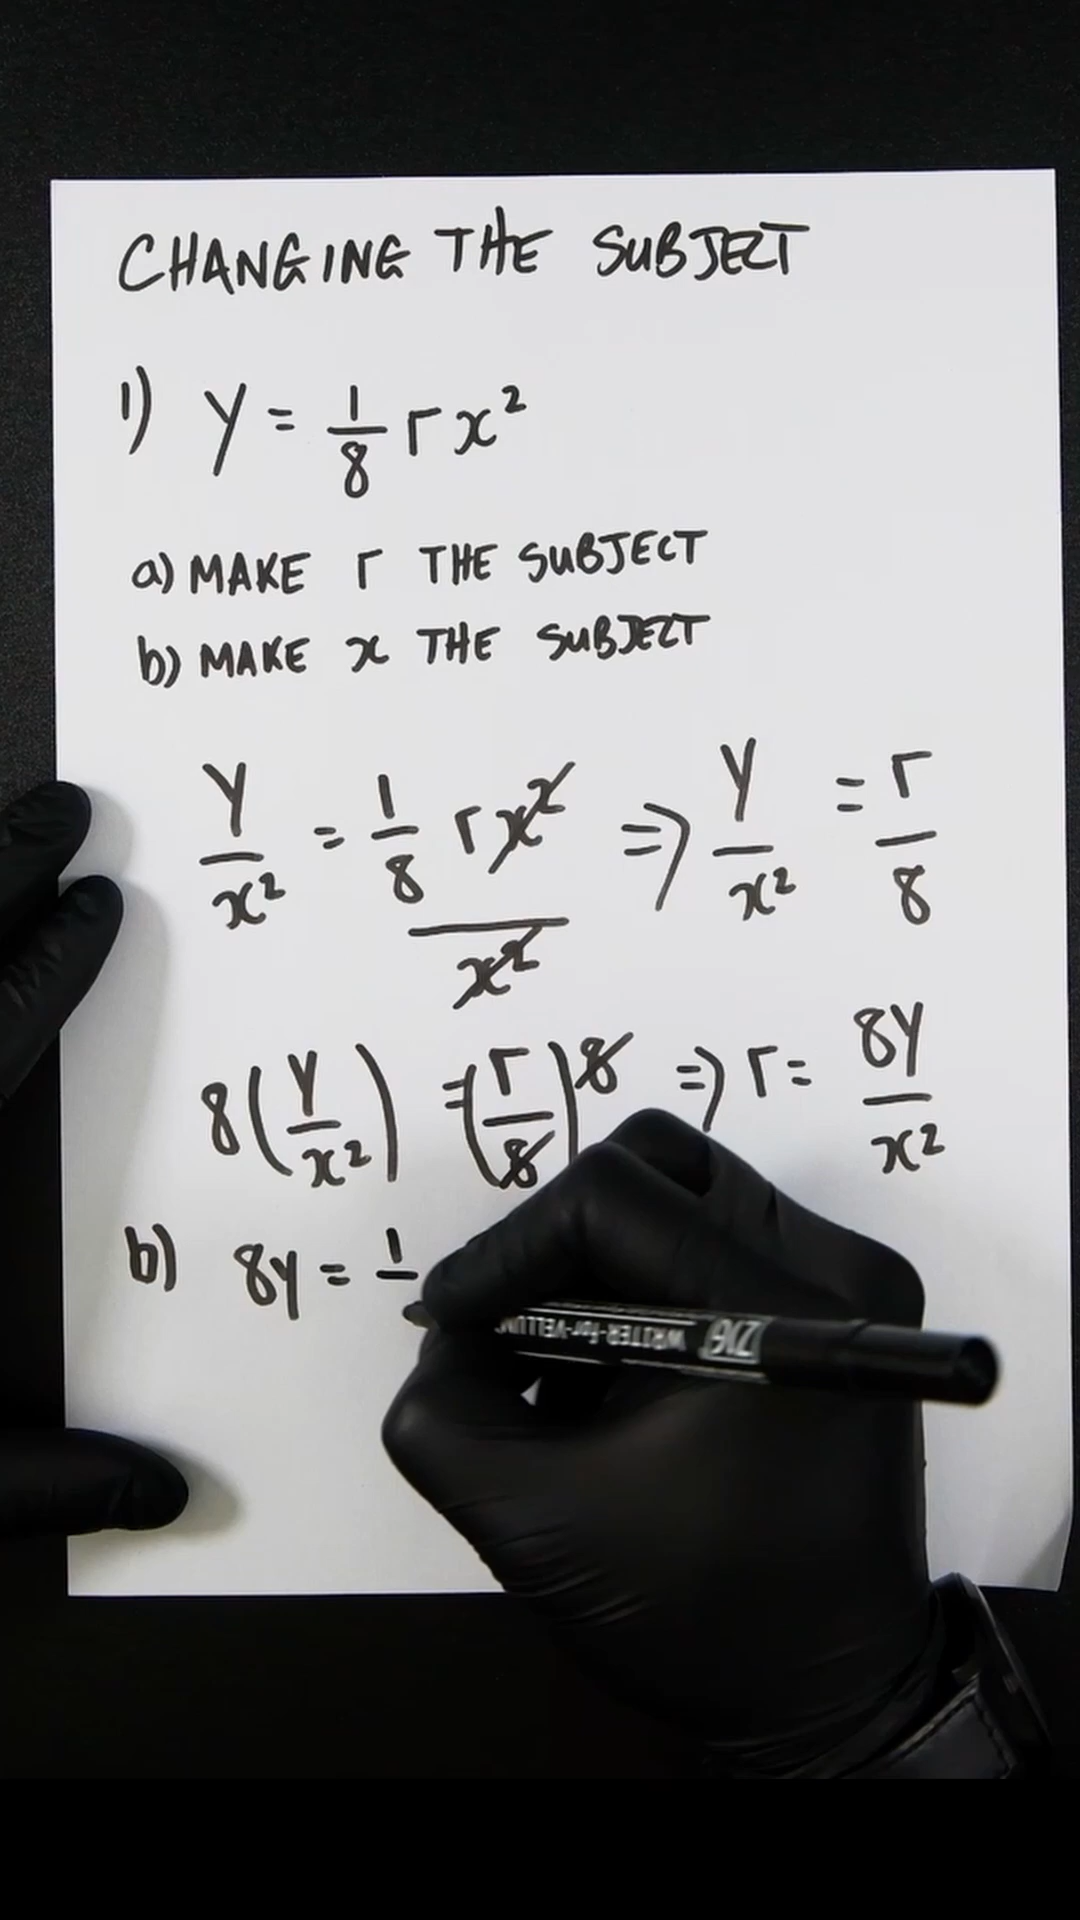 CHANGING THE SUBJECT
1) y = 1/8 r x²
a) MAKE r THE SUBJECT
b) MAKE x THE SUBJECT
y/x² = 1/8 r x² / x² => y/x² = r/8
8(y/x²) = (r/8)8 => r = 8y/x²
b) 8y = 1
ZIG WRITER-for-VELLUM